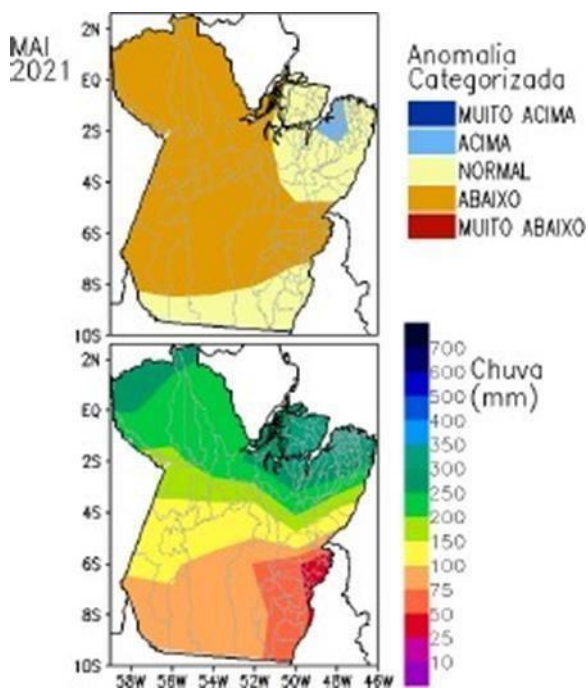 MAI
2021
2N
EQ
2S
4S
6S
8S
10S
Anomalia
Categorizada
MUITO ACIMA
ACIMA
NORMAL
ABAIXO
MUITO ABAIXO
2N
EQ
2S
4S
6S
8S
10S
58W 56W 54W 52W 50W 48W 46W
Chuva
(mm)
700
600
500
400
350
300
250
200
150
100
75
50
25
10